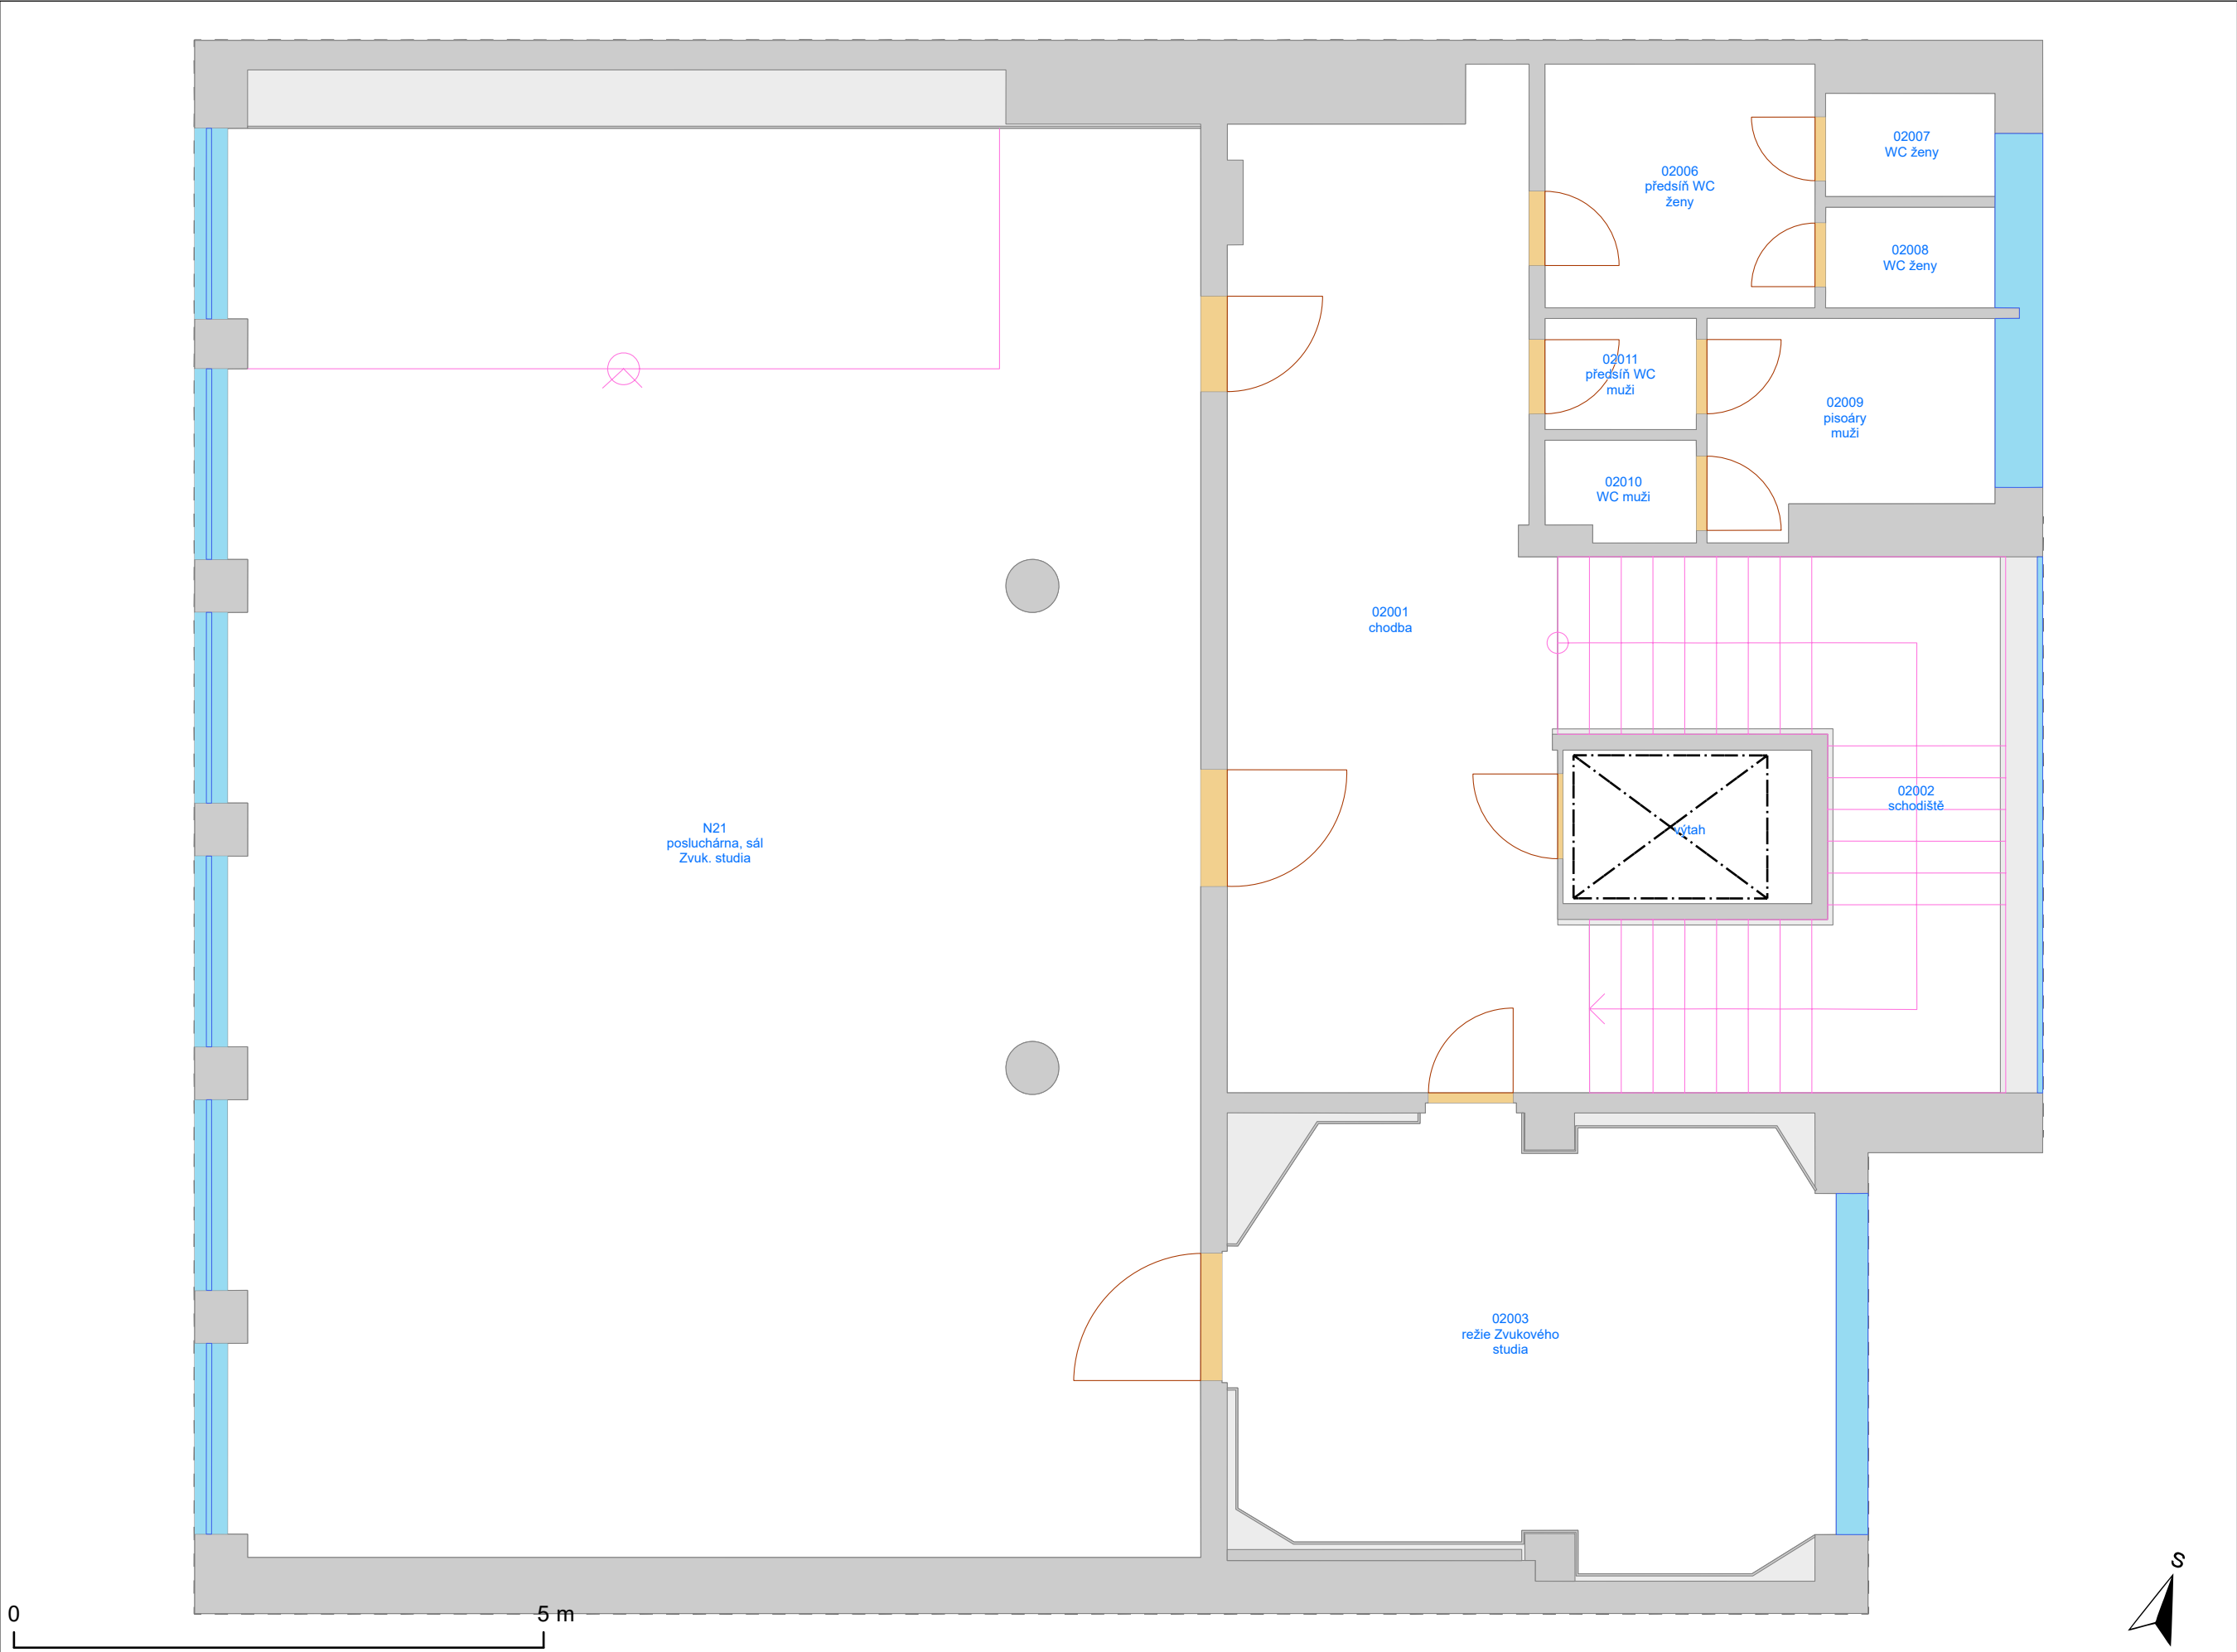 02007
WC ženy
02006
předsíň WC
ženy
02008
WC ženy
02011
předsíň WC
muži
02009
pisoáry
muži
02010
WC muži
02001
chodba
02002
schodiště
výtah
N21
posluchárna, sál
Zvuk. studia
02003
režie Zvukového
studia
S
0
5 m